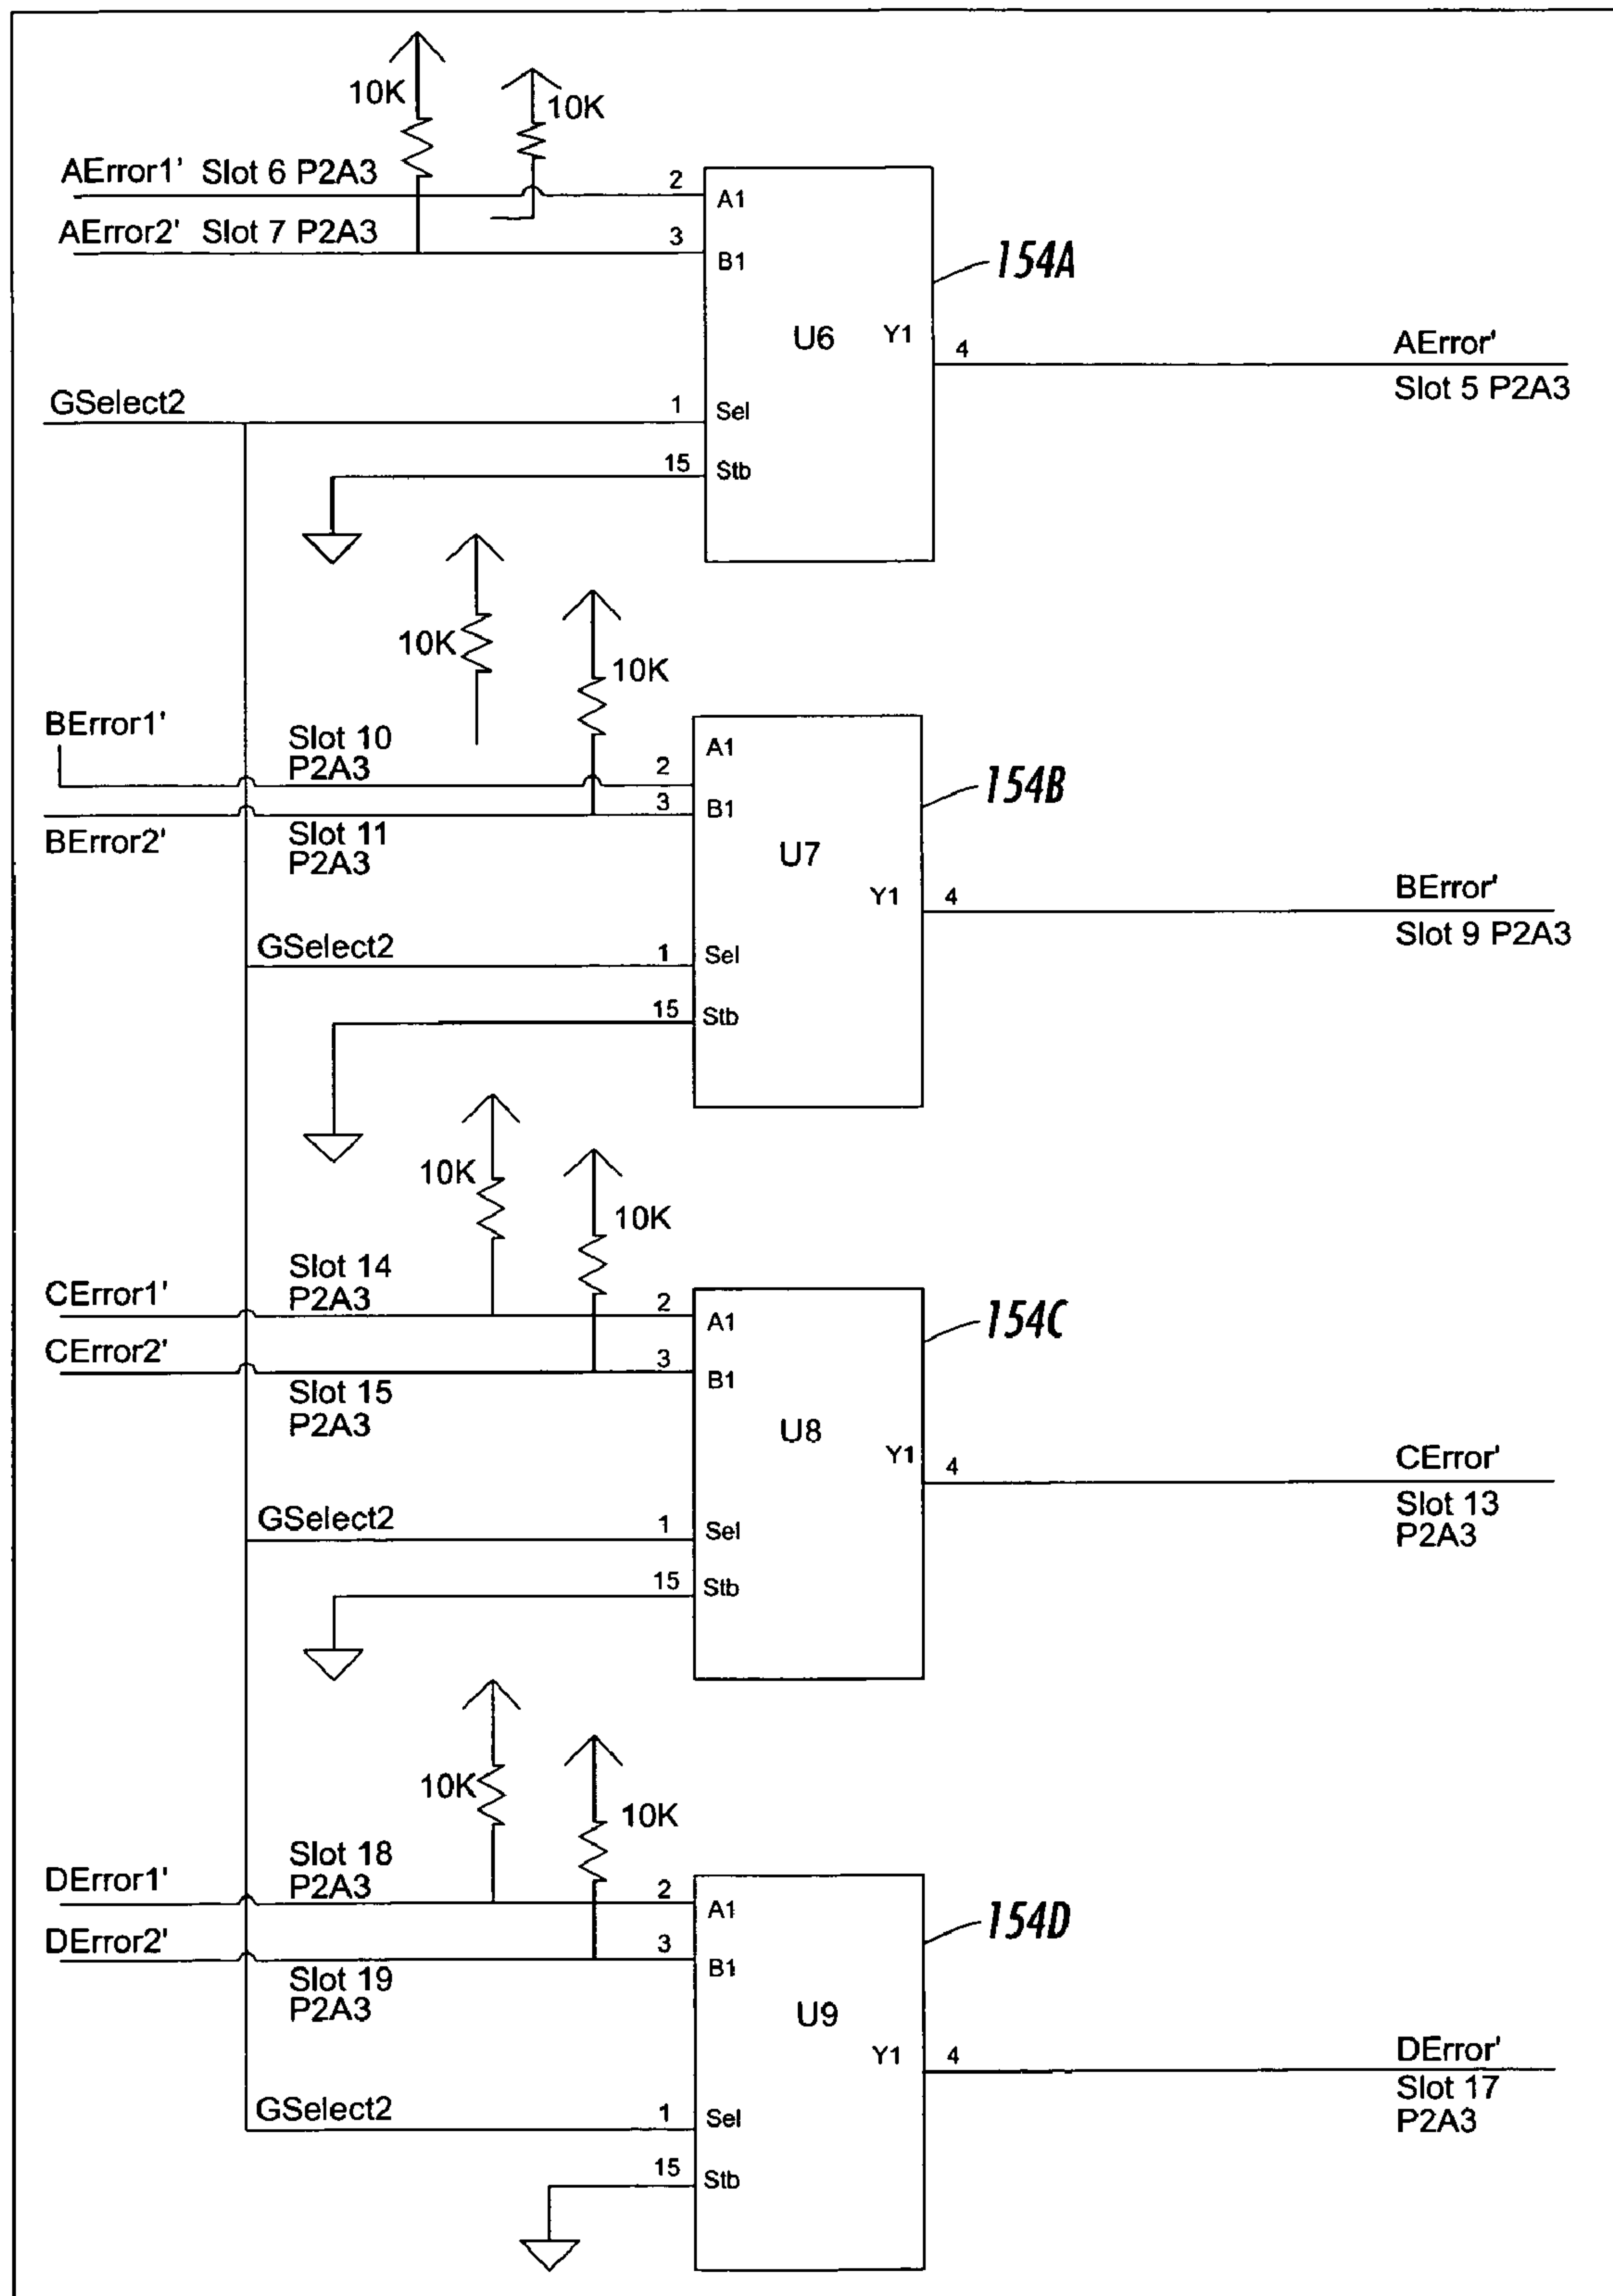 10K
10K
AError1' Slot 6 P2A3
2
A1
AError2' Slot 7 P2A3
3
B1
154A
U6
Y1
4
AError'
Slot 5 P2A3
GSelect2
1
Sel
15
Stb
10K
10K
BError1'
Slot 10
P2A3
2
A1
154B
3
B1
BError2'
Slot 11
P2A3
U7
Y1
4
BError'
Slot 9 P2A3
GSelect2
1
Sel
15
Stb
10K
10K
Slot 14
P2A3
CError1'
2
A1
154C
CError2'
3
B1
Slot 15
P2A3
U8
Y1
4
CError'
Slot 13
P2A3
GSelect2
1
Sel
15
Stb
10K
10K
Slot 18
P2A3
DError1'
2
A1
154D
DError2'
3
B1
Slot 19
P2A3
U9
Y1
4
DError'
Slot 17
P2A3
GSelect2
1
Sel
15
Stb